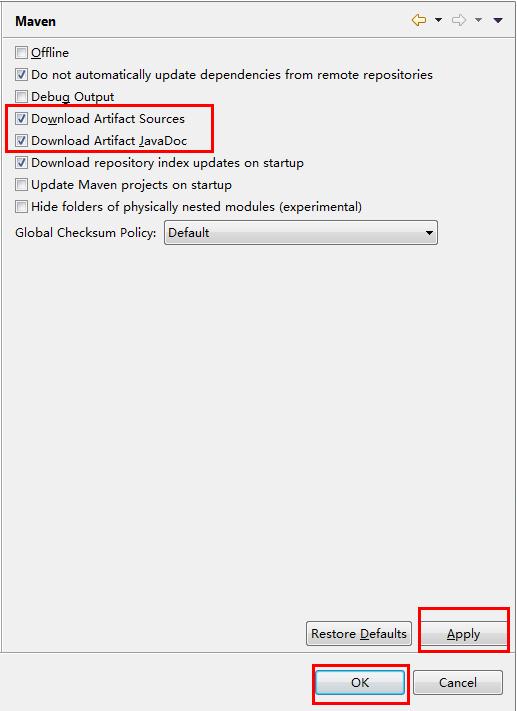 Maven
Offline
Do not automatically update dependencies from remote repositories
Debug Output
Download Artifact Sources
Download Artifact JavaDoc
Download repository index updates on startup
Update Maven projects on startup
Hide folders of physically nested modules (experimental)
Global Checksum Policy: Default
Restore Defaults Apply
OK Cancel